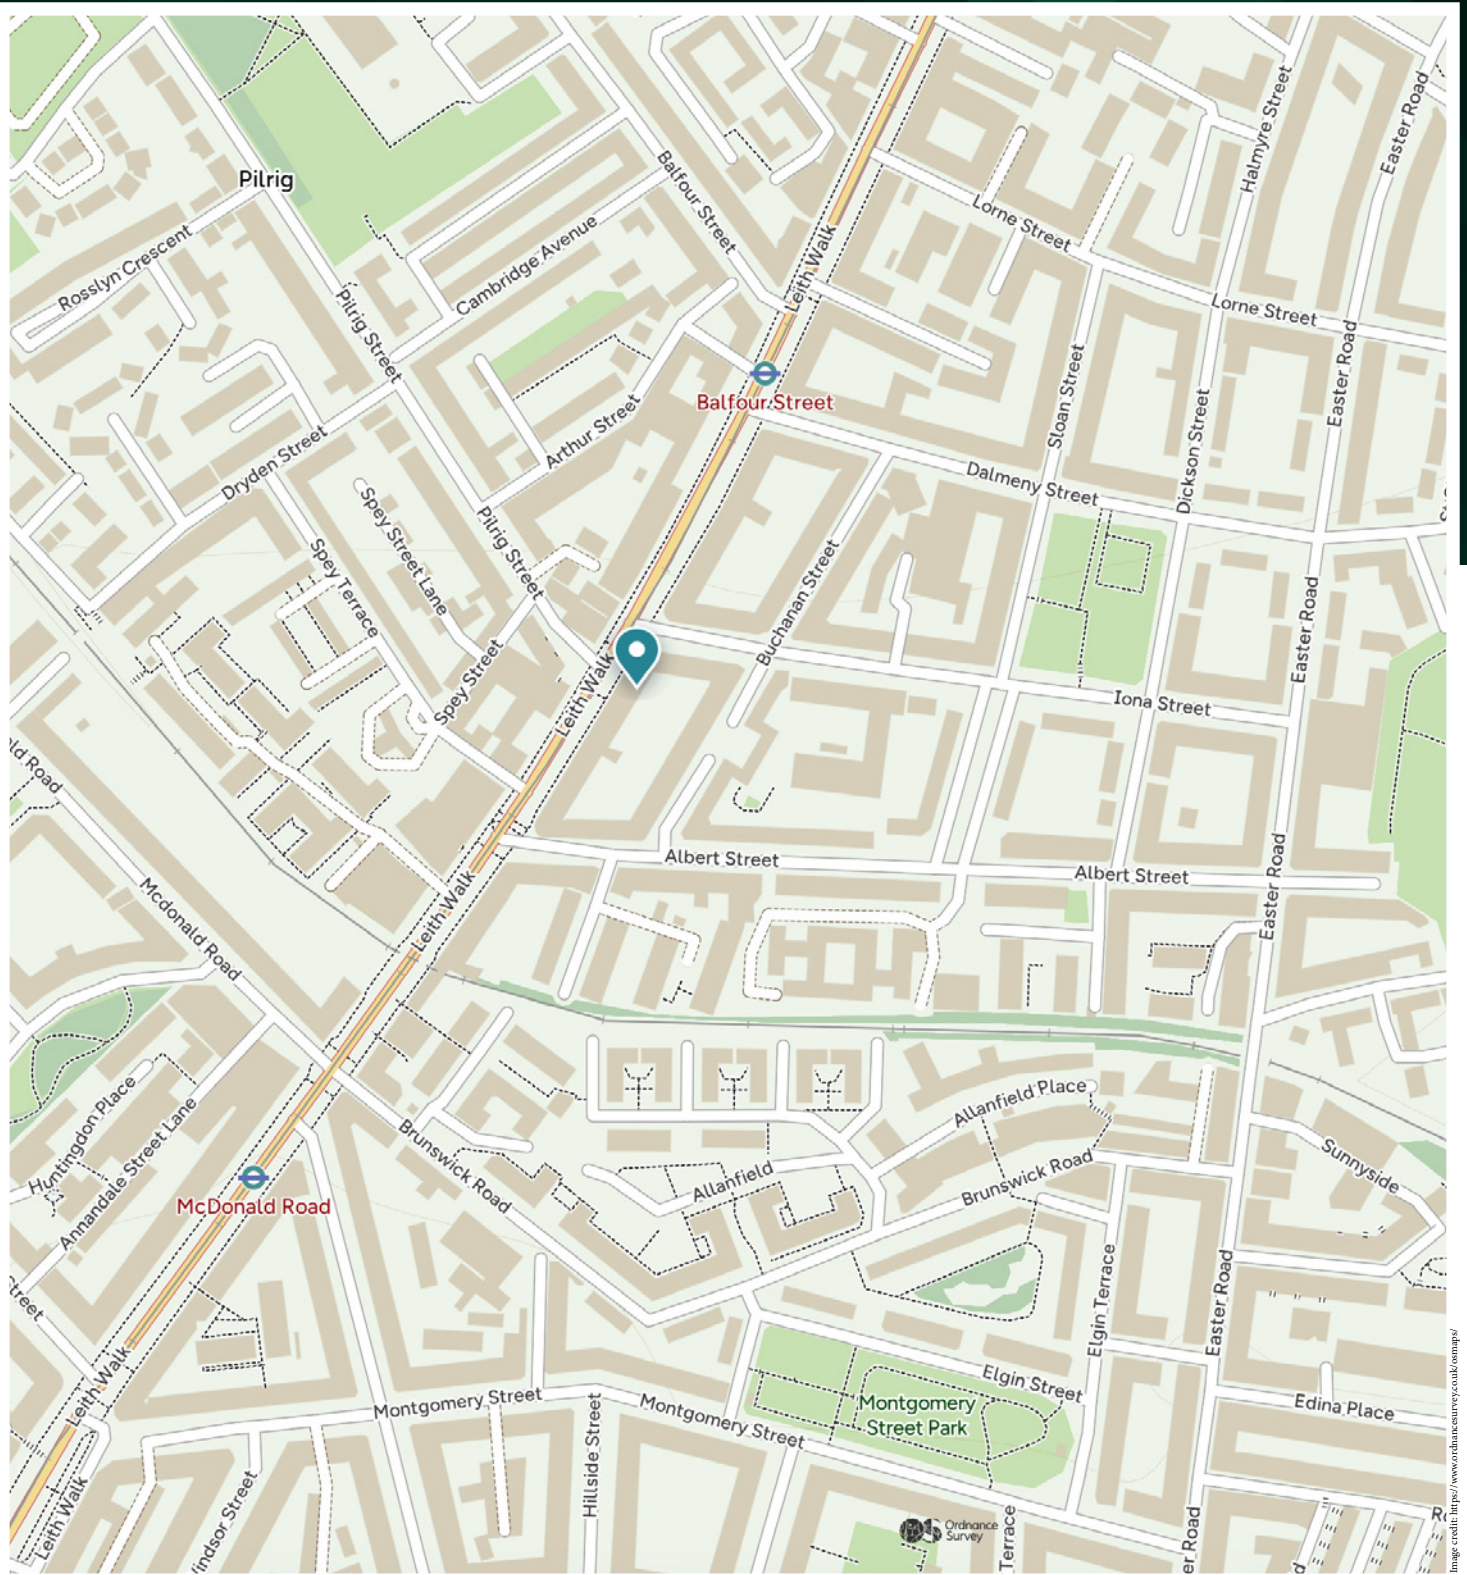 Halmyre Street
Easter Road
Balfour Street
Pilrig
Lorne Street
Cambridge Avenue
Rosslyn Crescent
Leith Walk
Pilrig Street
Lorne Street
Easter Road
Sloan Street
Balfour Street
Dickson Street
Arthur Street
Dryden Street
Dalmeny Street
Spey Street Lane
Pilrig Street
Spey Terrace
Buchanan Street
Easter Road
Spey Street
Leith Walk
Iona Street
ld Road
Albert Street
Albert Street
Easter Road
Mcdonald Road
Leith Walk
Huntingdon Place
Annandale Street Lane
Allanfield Place
Brunswick Road
Sunnyside
Allanfield
Brunswick Road
McDonald Road
Elgin Terrace
Easter Road
treet
Leith Walk
Elgin Street
Montgomery Street
Montgomery
Street Park
Edina Place
Montgomery Street
Hillside Street
Leith Walk
indsor Street
Ordnance
Survey
Terrace
er Road
Image credit: https://www.ordnancesurvey.co.uk/osmaps/